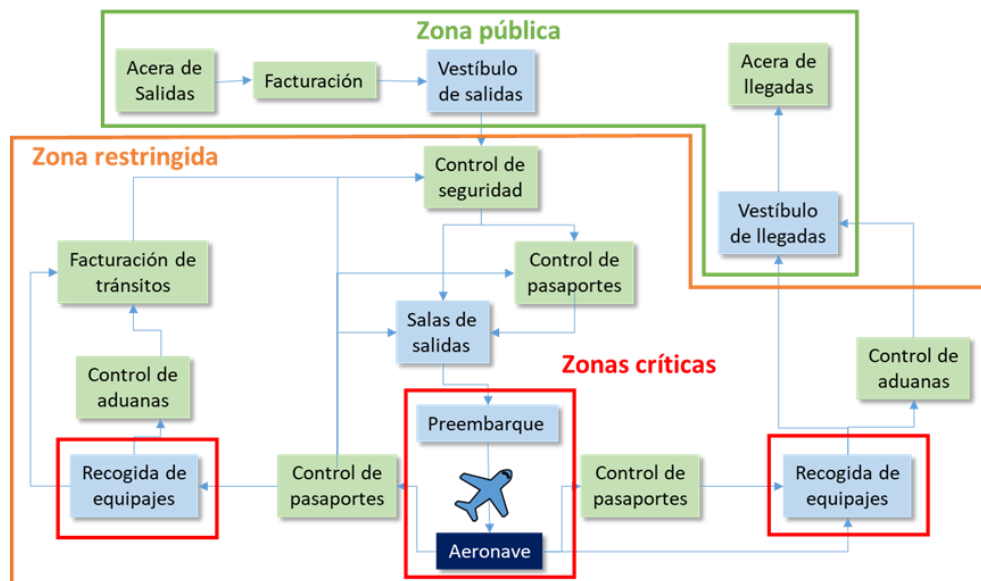 Zona pública
Acera de
Salidas
Facturación
Vestíbulo
de salidas
Acera de
llegadas
Zona restringida
Control de
seguridad
Vestíbulo
de llegadas
Facturación de
tránsitos
Control de
pasaportes
Salas de
salidas
Control de
aduanas
Zonas críticas
Control de
aduanas
Preembarque
Recogida de
equipajes
Control de
pasaportes
Control de
pasaportes
Recogida de
equipajes
Aeronave